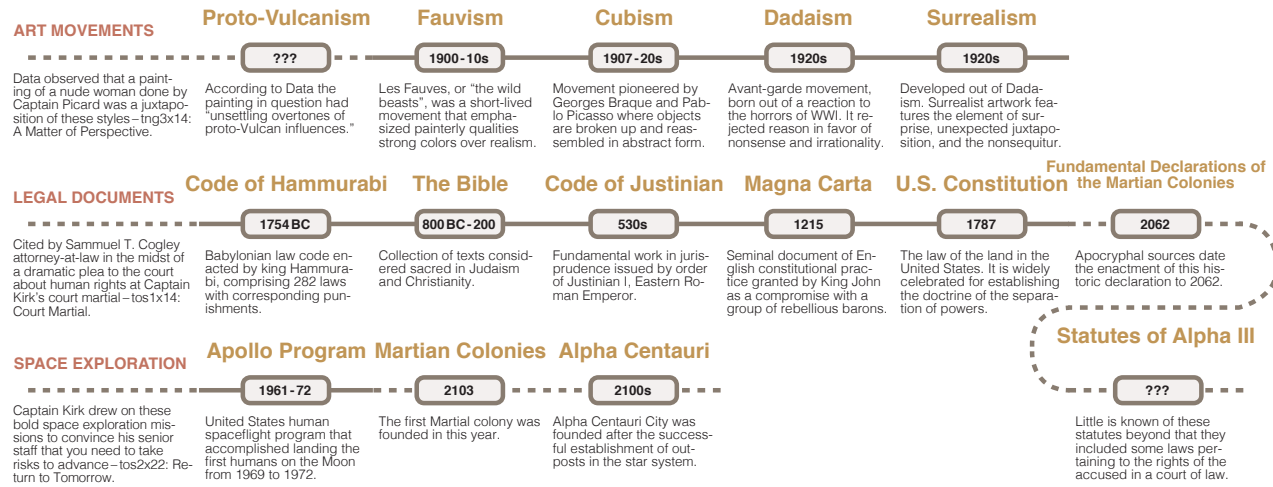 ART MOVEMENTS
Data observed that a paint-
ing of a nude woman done by
Captain Picard was a juxtapo-
sition of these styles – tng3x14:
A Matter of Perspective.
Proto-Vulcanism
???
According to Data the
painting in question had
“unsettling overtones of
proto-Vulcan influences.”
Fauvism
1900-10s
Les Fauves, or “the wild
beasts”, was a short-lived
movement that empha-
sized painterly qualities
strong colors over realism.
Cubism
1907-20s
Movement pioneered by
Georges Braque and Pab-
lo Picasso where objects
are broken up and reas-
sembled in abstract form.
Dadaism
1920s
Avant-garde movement,
born out of a reaction to
the horrors of WWI. It re-
jected reason in favor of
nonsense and irrationality.
Surrealism
1920s
Developed out of Dada-
ism. Surrealist artwork fea-
tures the element of sur-
prise, unexpected juxtapo-
sition, and the nonsequitur.
LEGAL DOCUMENTS
Cited by Sammuel T. Cogley
attorney-at-law in the midst of
a dramatic plea to the court
about human rights at Captain
Kirk’s court martial – tos1x14:
Court Martial.
Code of Hammurabi
1754 BC
Babylonian law code en-
acted by king Hammura-
bi, comprising 282 laws
with corresponding pun-
ishments.
The Bible
800 BC - 200
Collection of texts consid-
ered sacred in Judaism
and Christianity.
Code of Justinian
530s
Fundamental work in juris-
prudence issued by order
of Justinian I, Eastern Ro-
man Emperor.
Magna Carta
1215
Seminal document of En-
glish constitutional prac-
tice granted by King John
as a compromise with a
group of rebellious barons.
U.S. Constitution
1787
The law of the land in the
United States. It is widely
celebrated for establishing
the doctrine of the separa-
tion of powers.
Fundamental Declarations of
the Martian Colonies
2062
Apocryphal sources date
the enactment of this his-
toric declaration to 2062.
Statutes of Alpha III
???
Little is known of these
statutes beyond that they
included some laws per-
taining to the rights of the
accused in a court of law.
SPACE EXPLORATION
Captain Kirk drew on these
bold space exploration mis-
sions to convince his senior
staff that you need to take
risks to advance – tos2x22: Re-
turn to Tomorrow.
Apollo Program
1961-72
United States human
spaceflight program that
accomplished landing the
first humans on the Moon
from 1969 to 1972.
Martian Colonies
2103
The first Martial colony was
founded in this year.
Alpha Centauri
2100s
Alpha Centauri City was
founded after the success-
ful establishment of out-
posts in the star system.